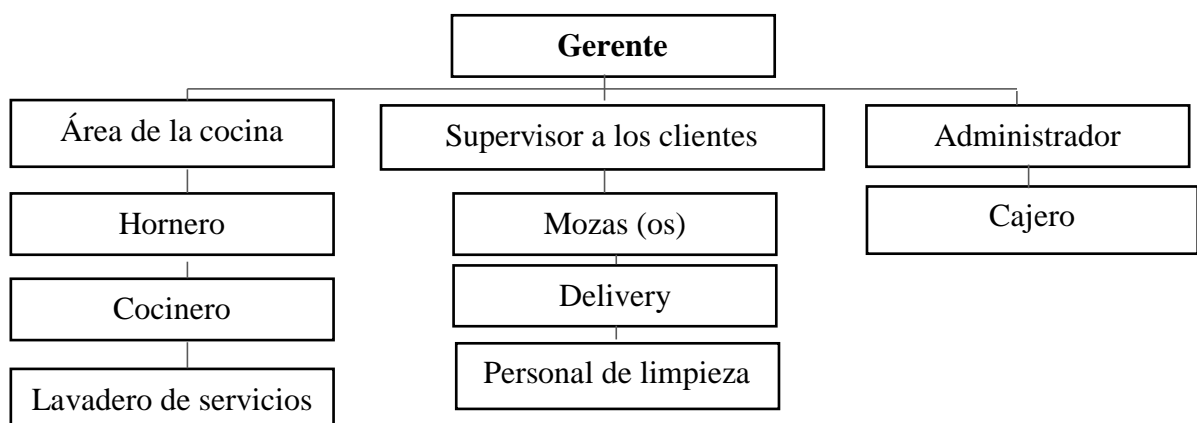 Gerente
Área de la cocina
Supervisor a los clientes
Administrador
Hornero
Mozas (os)
Cajero
Cocinero
Delivery
Lavadero de servicios
Personal de limpieza